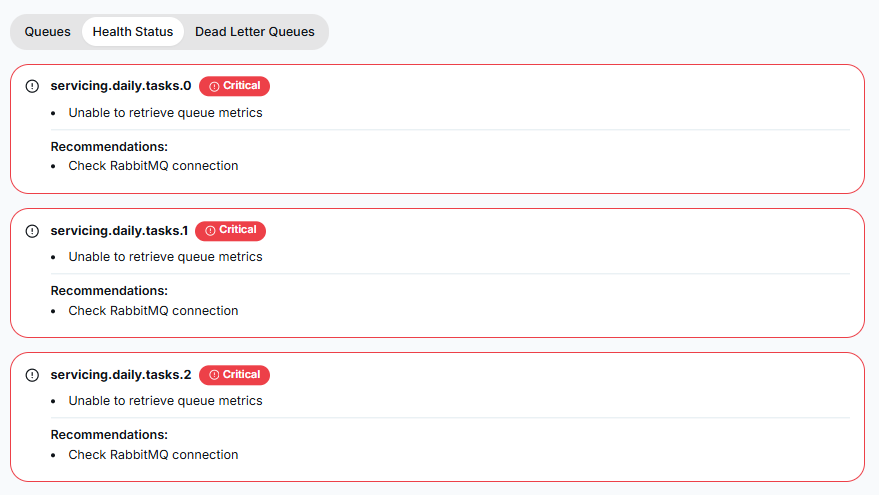 Queues Health Status Dead Letter Queues
servicing.daily.tasks.0 Critical
• Unable to retrieve queue metrics
Recommendations:
• Check RabbitMQ connection
servicing.daily.tasks.1 Critical
• Unable to retrieve queue metrics
Recommendations:
• Check RabbitMQ connection
servicing.daily.tasks.2 Critical
• Unable to retrieve queue metrics
Recommendations:
• Check RabbitMQ connection